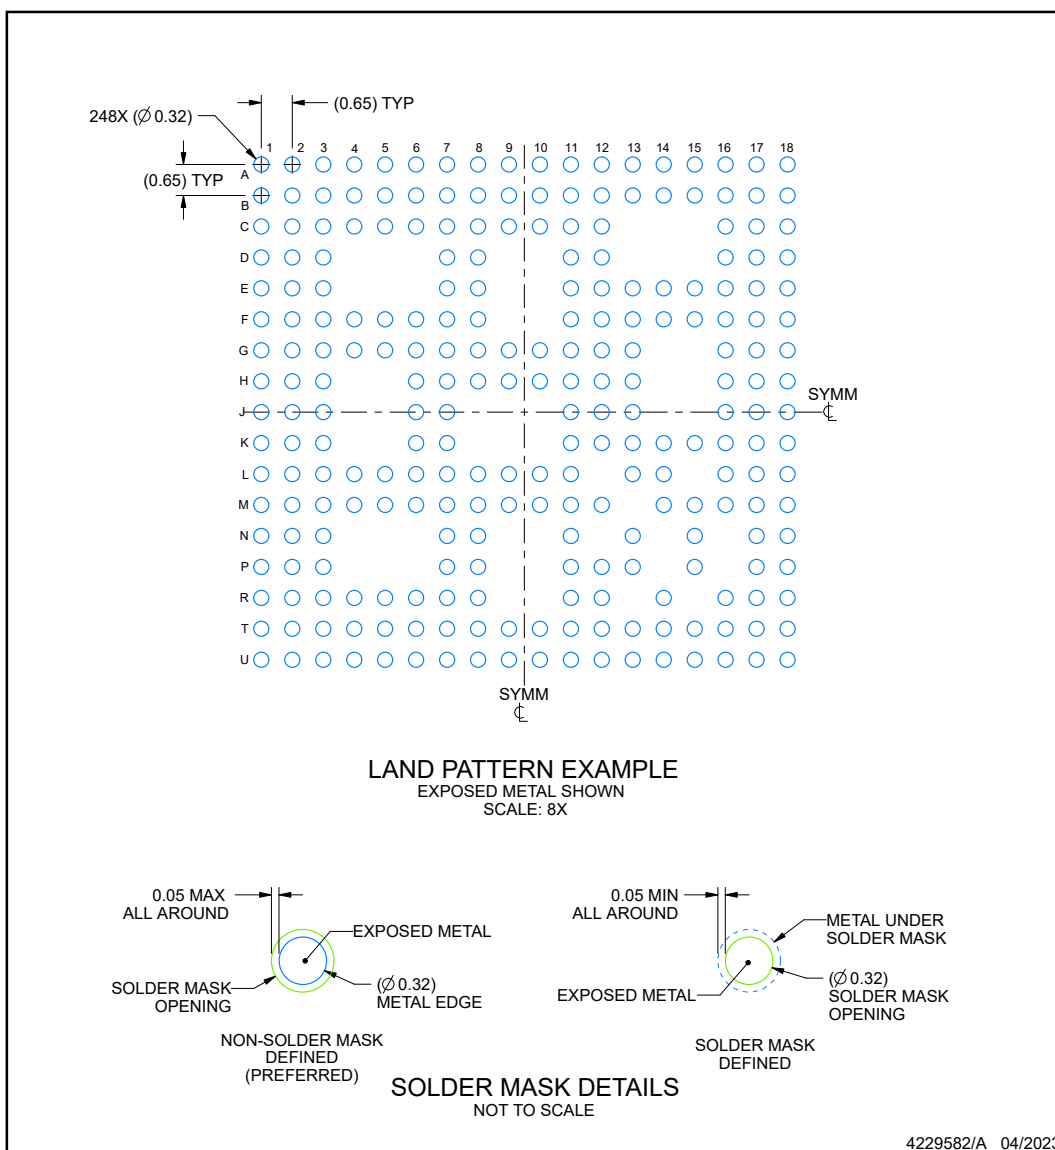 (0.65) TYP
248X (Ø 0.32)
1 2 3 4 5 6 7 8 9 10 11 12 13 14 15 16 17 18
A
(0.65) TYP
B
C
D
E
F
G
H
SYMM
J
K
L
M
N
P
R
T
U
SYMM
LAND PATTERN EXAMPLE
EXPOSED METAL SHOWN
SCALE: 8X
0.05 MAX
ALL AROUND
EXPOSED METAL
SOLDER MASK
OPENING
(Ø 0.32)
METAL EDGE
NON-SOLDER MASK
DEFINED
(PREFERRED)
0.05 MIN
ALL AROUND
METAL UNDER
SOLDER MASK
EXPOSED METAL
(Ø 0.32)
SOLDER MASK
OPENING
SOLDER MASK
DEFINED
SOLDER MASK DETAILS
NOT TO SCALE
4229582/A 04/2023